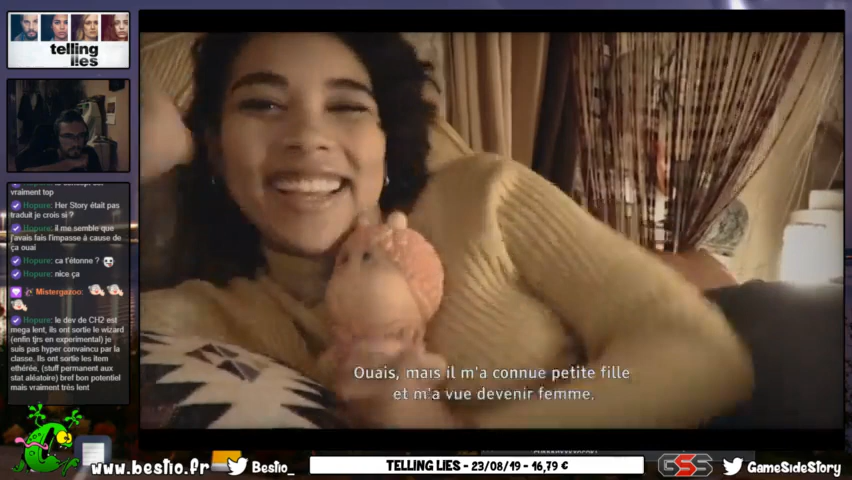 telling
lies
vraiment top
Hopure: Her Story était pas
traduit je crois si ?
Hopure: il me semble que
j'avais fais l'impasse à cause de
ça ouai
Hopure: ca t'étonne ?
Hopure: nice ça
Mistergazoo:
Hopure: le dev de CH2 est
mega lent, ils ont sortie le wizard
(enfin tjrs en experimental) je
suis pas hyper convaincu par la
classe. Ils ont sorties les item
ethérée, (stuff permanent aux
stat aléatoire) bref bon potentiel
mais vraiment très lent
Ouais, mais il m'a connue petite fille
et m'a vue devenir femme.
www.bestio.fr
Bestio_
TELLING LIES - 23/08/19 - 16,79 €
GSS
GameSideStory